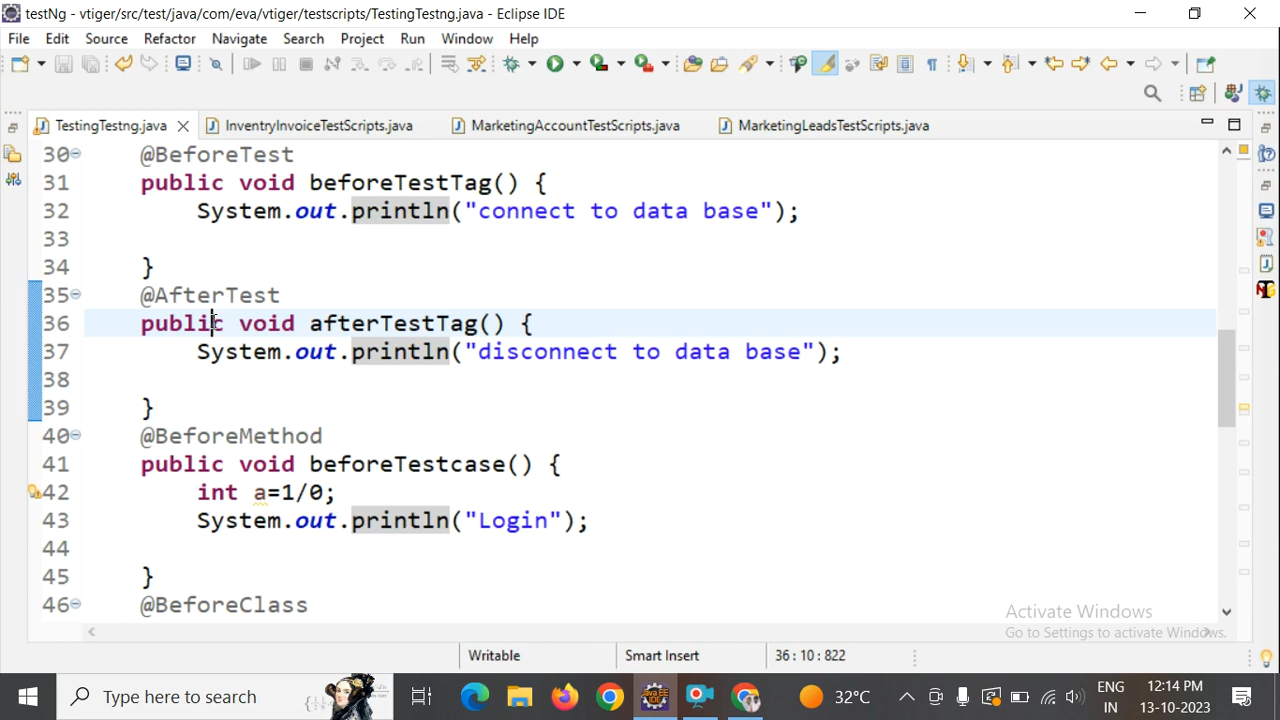 testNg - vtiger/src/test/java/com/eva/vtiger/testscripts/TestingTestng.java - Eclipse IDE
File Edit Source Refactor Navigate Search Project Run Window Help
TestingTestng.java InventryInvoiceTestScripts.java MarketingAccountTestScripts.java MarketingLeadsTestScripts.java
30 @BeforeTest
31 public void beforeTestTag() {
32 System.out.println("connect to data base");
33
34 }
35 @AfterTest
36 public void afterTestTag() {
37 System.out.println("disconnect to data base");
38
39 }
40 @BeforeMethod
41 public void beforeTestcase() {
42 int a=1/0;
43 System.out.println("Login");
44
45 }
46 @BeforeClass
Activate Windows
Go to Settings to activate Windows.
Writable Smart Insert 36 : 10 : 822
Type here to search 32°C ENG 12:14 PM
IN 13-10-2023